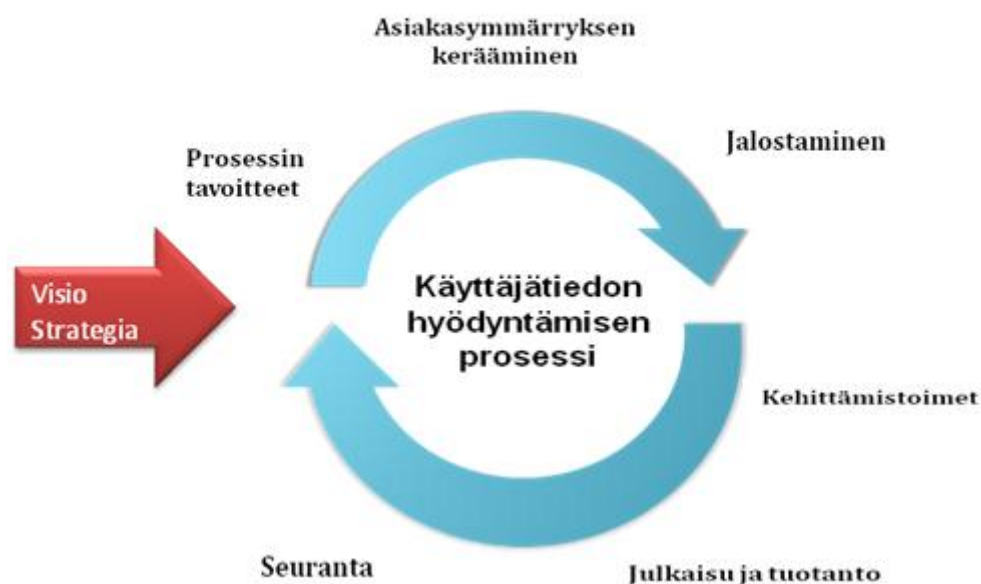 Asiakasymmärryksen
kerääminen
Jalostaminen
Prosessin
tavoitteet
Visio
Strategia
Käyttäjätiedon
hyödyntämisen
prosessi
Kehittämistoimet
Seuranta
Julkaisu ja tuotanto